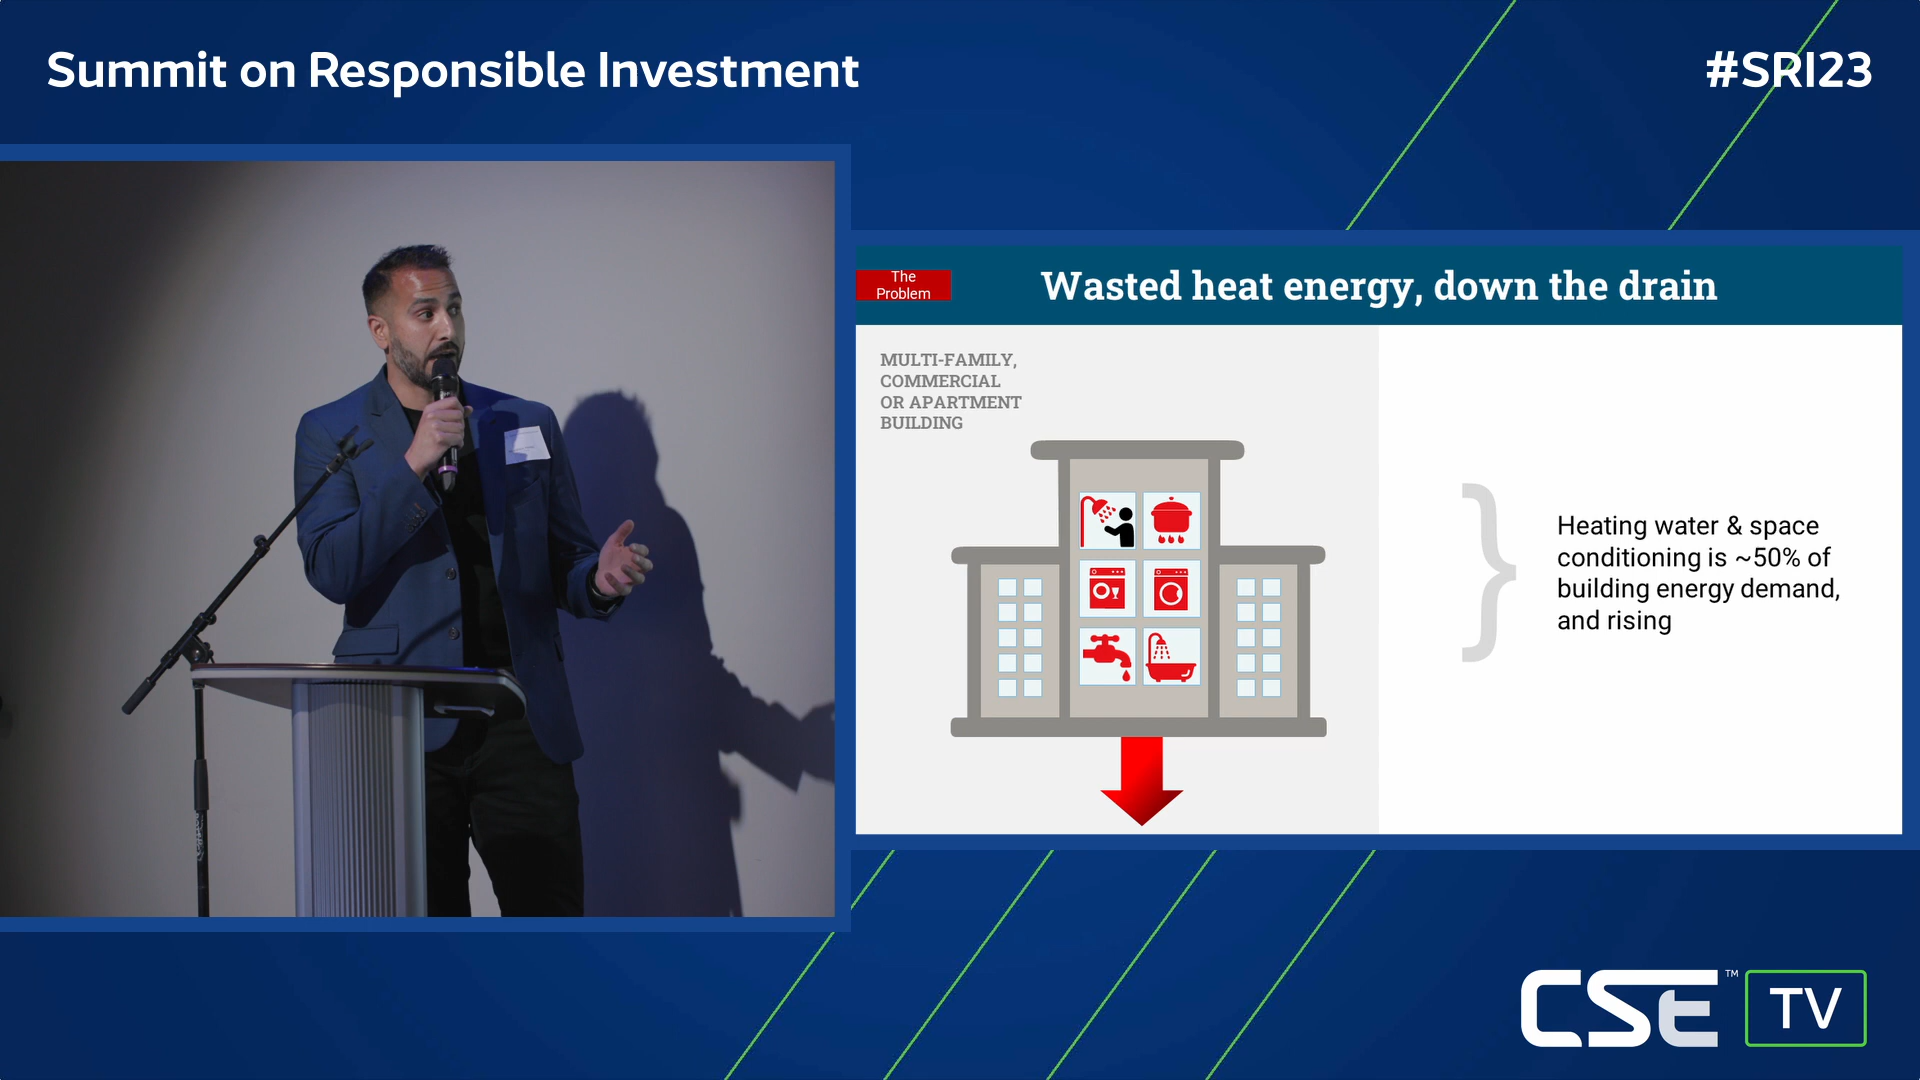 Summit on Responsible Investment
#SRI23
The
Problem
Wasted heat energy, down the drain
MULTI-FAMILY,
COMMERCIAL
OR APARTMENT
BUILDING
Heating water & space
conditioning is ~50% of
building energy demand,
and rising
CSE™ TV